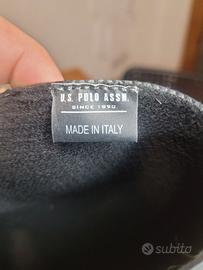 U.S. POLO ASSN.
SINCE 1890
MADE IN ITALY
subito